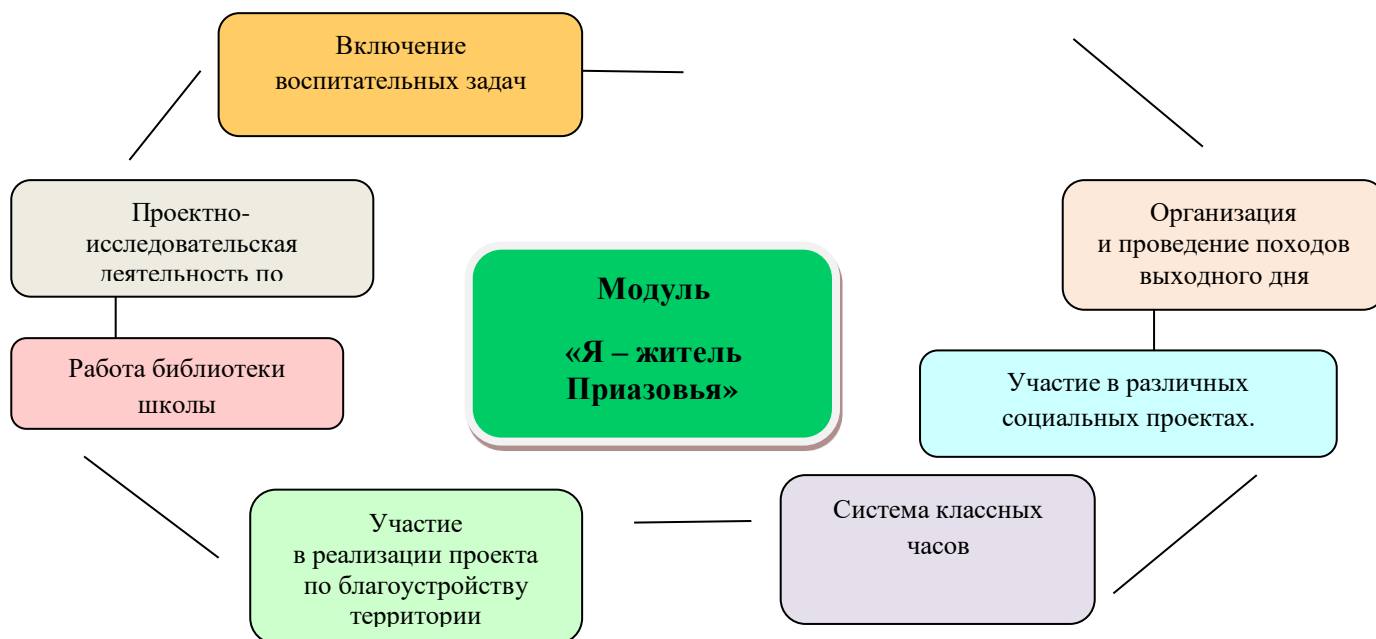 Включение
воспитательных задач
Проектно-
исследовательская
деятельность по
Организация
и проведение походов
выходного дня
Модуль
«Я – житель
Приазовья»
Работа библиотеки
школы
Участие в различных
социальных проектах.
Участие
в реализации проекта
по благоустройству
территории
Система классных
часов